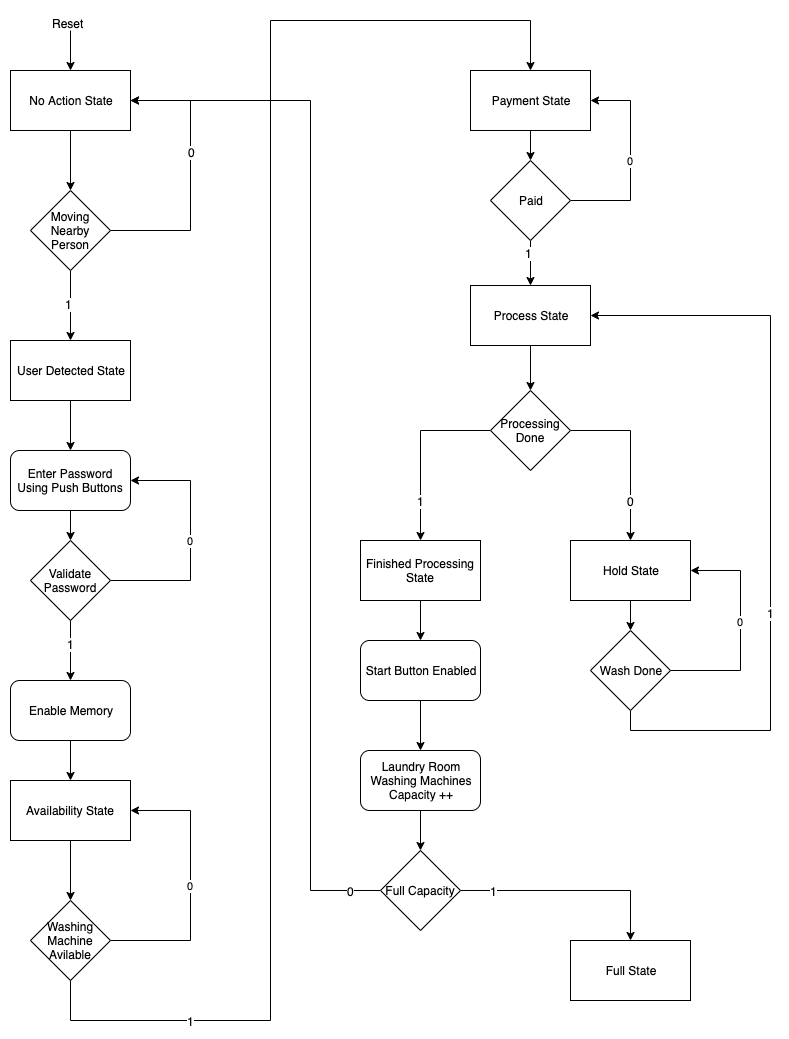 Reset
No Action State
0
Moving
Nearby
Person
1
User Detected State
Enter Password
Using Push Buttons
0
Validate
Password
1
Enable Memory
Availability State
0
Washing
Machine
Avilable
1
Payment State
0
Paid
1
Process State
Processing
Done
1
0
Finished Processing
State
Hold State
0
1
Wash Done
Start Button Enabled
Laundry Room
Washing Machines
Capacity ++
0
Full Capacity
1
Full State